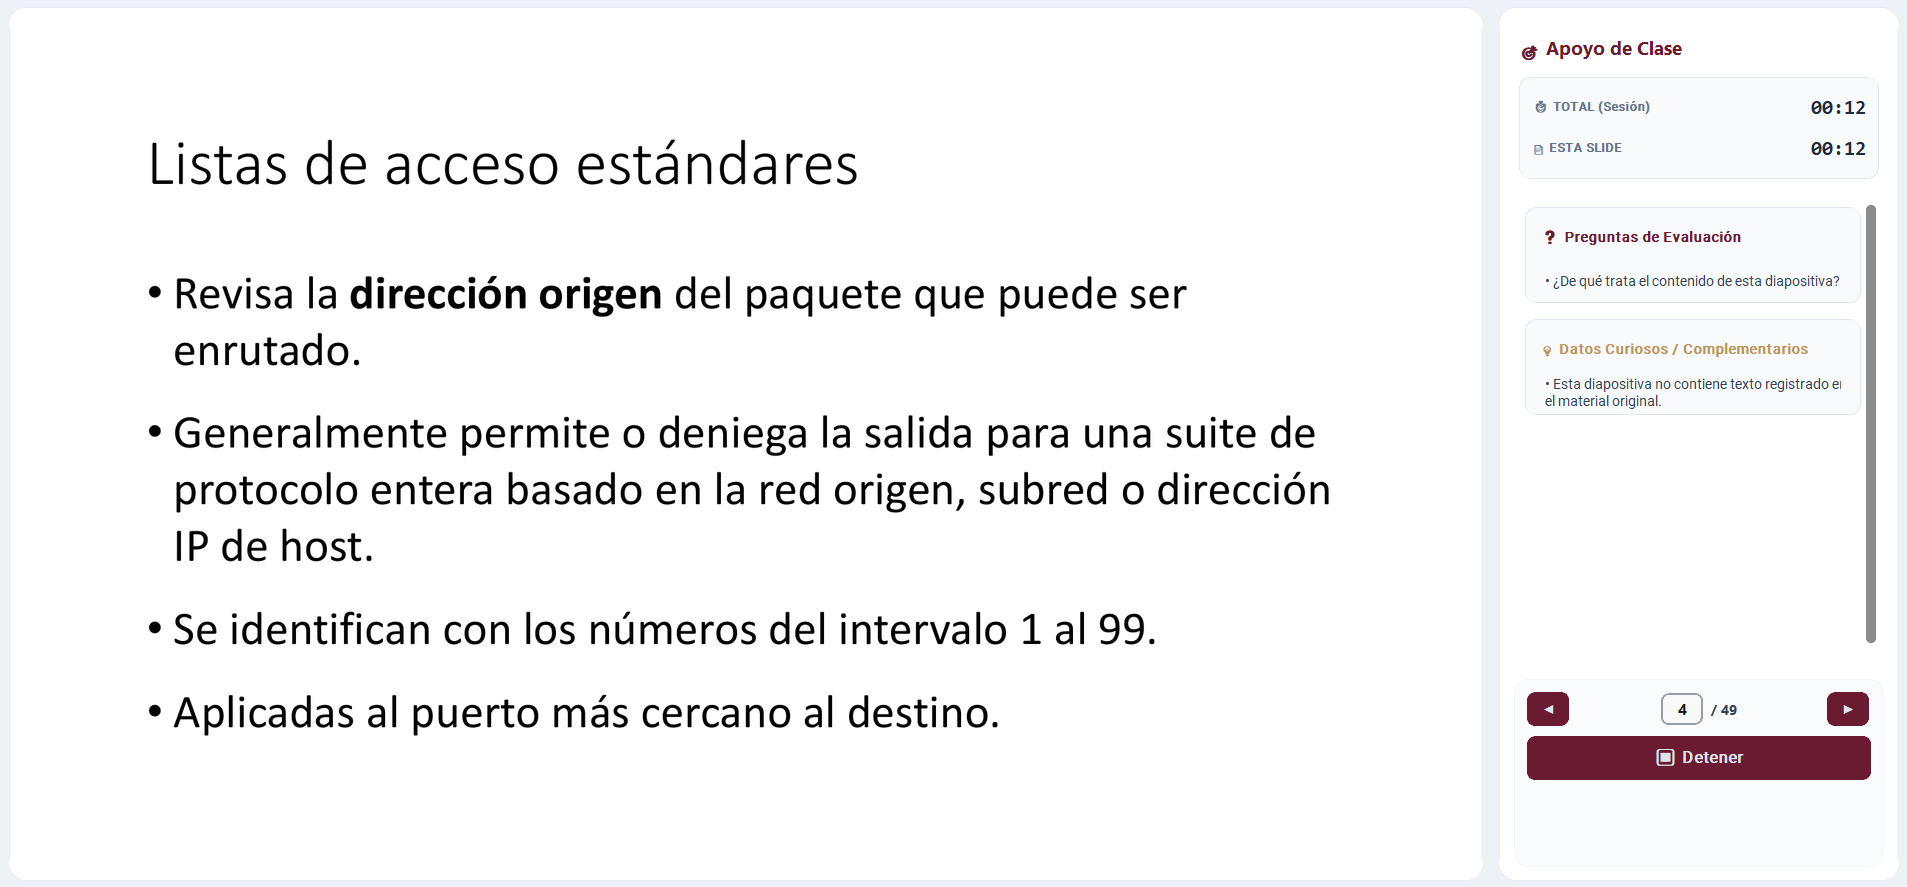 Listas de acceso estándares
• Revisa la dirección origen del paquete que puede ser
enrutado.
• Generalmente permite o deniega la salida para una suite de
protocolo entera basado en la red origen, subred o dirección
IP de host.
• Se identifican con los números del intervalo 1 al 99.
• Aplicadas al puerto más cercano al destino.
Apoyo de Clase
TOTAL (Sesión) 00:12
ESTA SLIDE 00:12
? Preguntas de Evaluación
• ¿De qué trata el contenido de esta diapositiva?
Datos Curiosos / Complementarios
• Esta diapositiva no contiene texto registrado en
el material original.
4 / 49
Detener